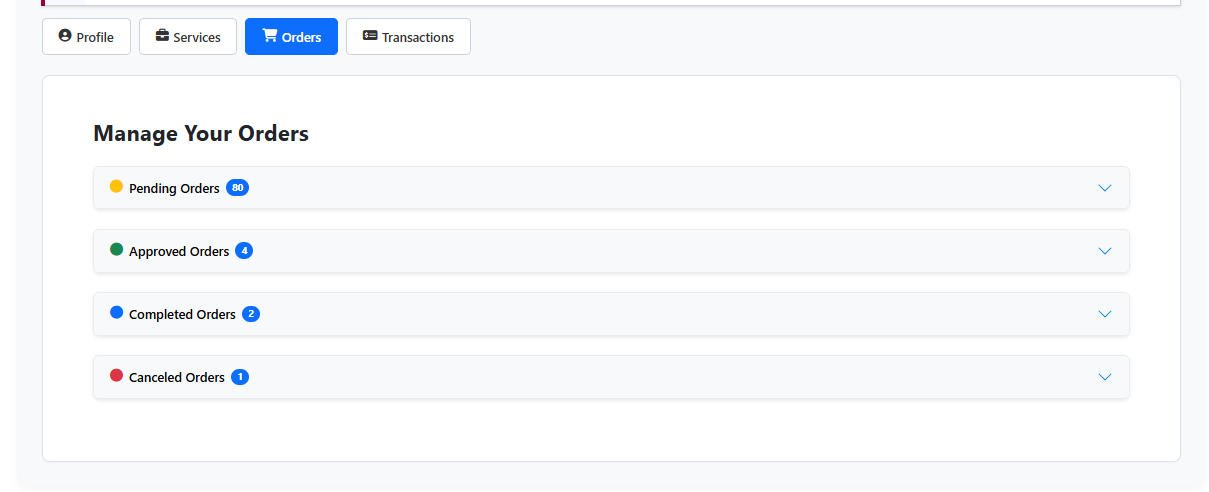 Profile Services Orders Transactions
Manage Your Orders
Pending Orders 80
Approved Orders 4
Completed Orders 2
Canceled Orders 1